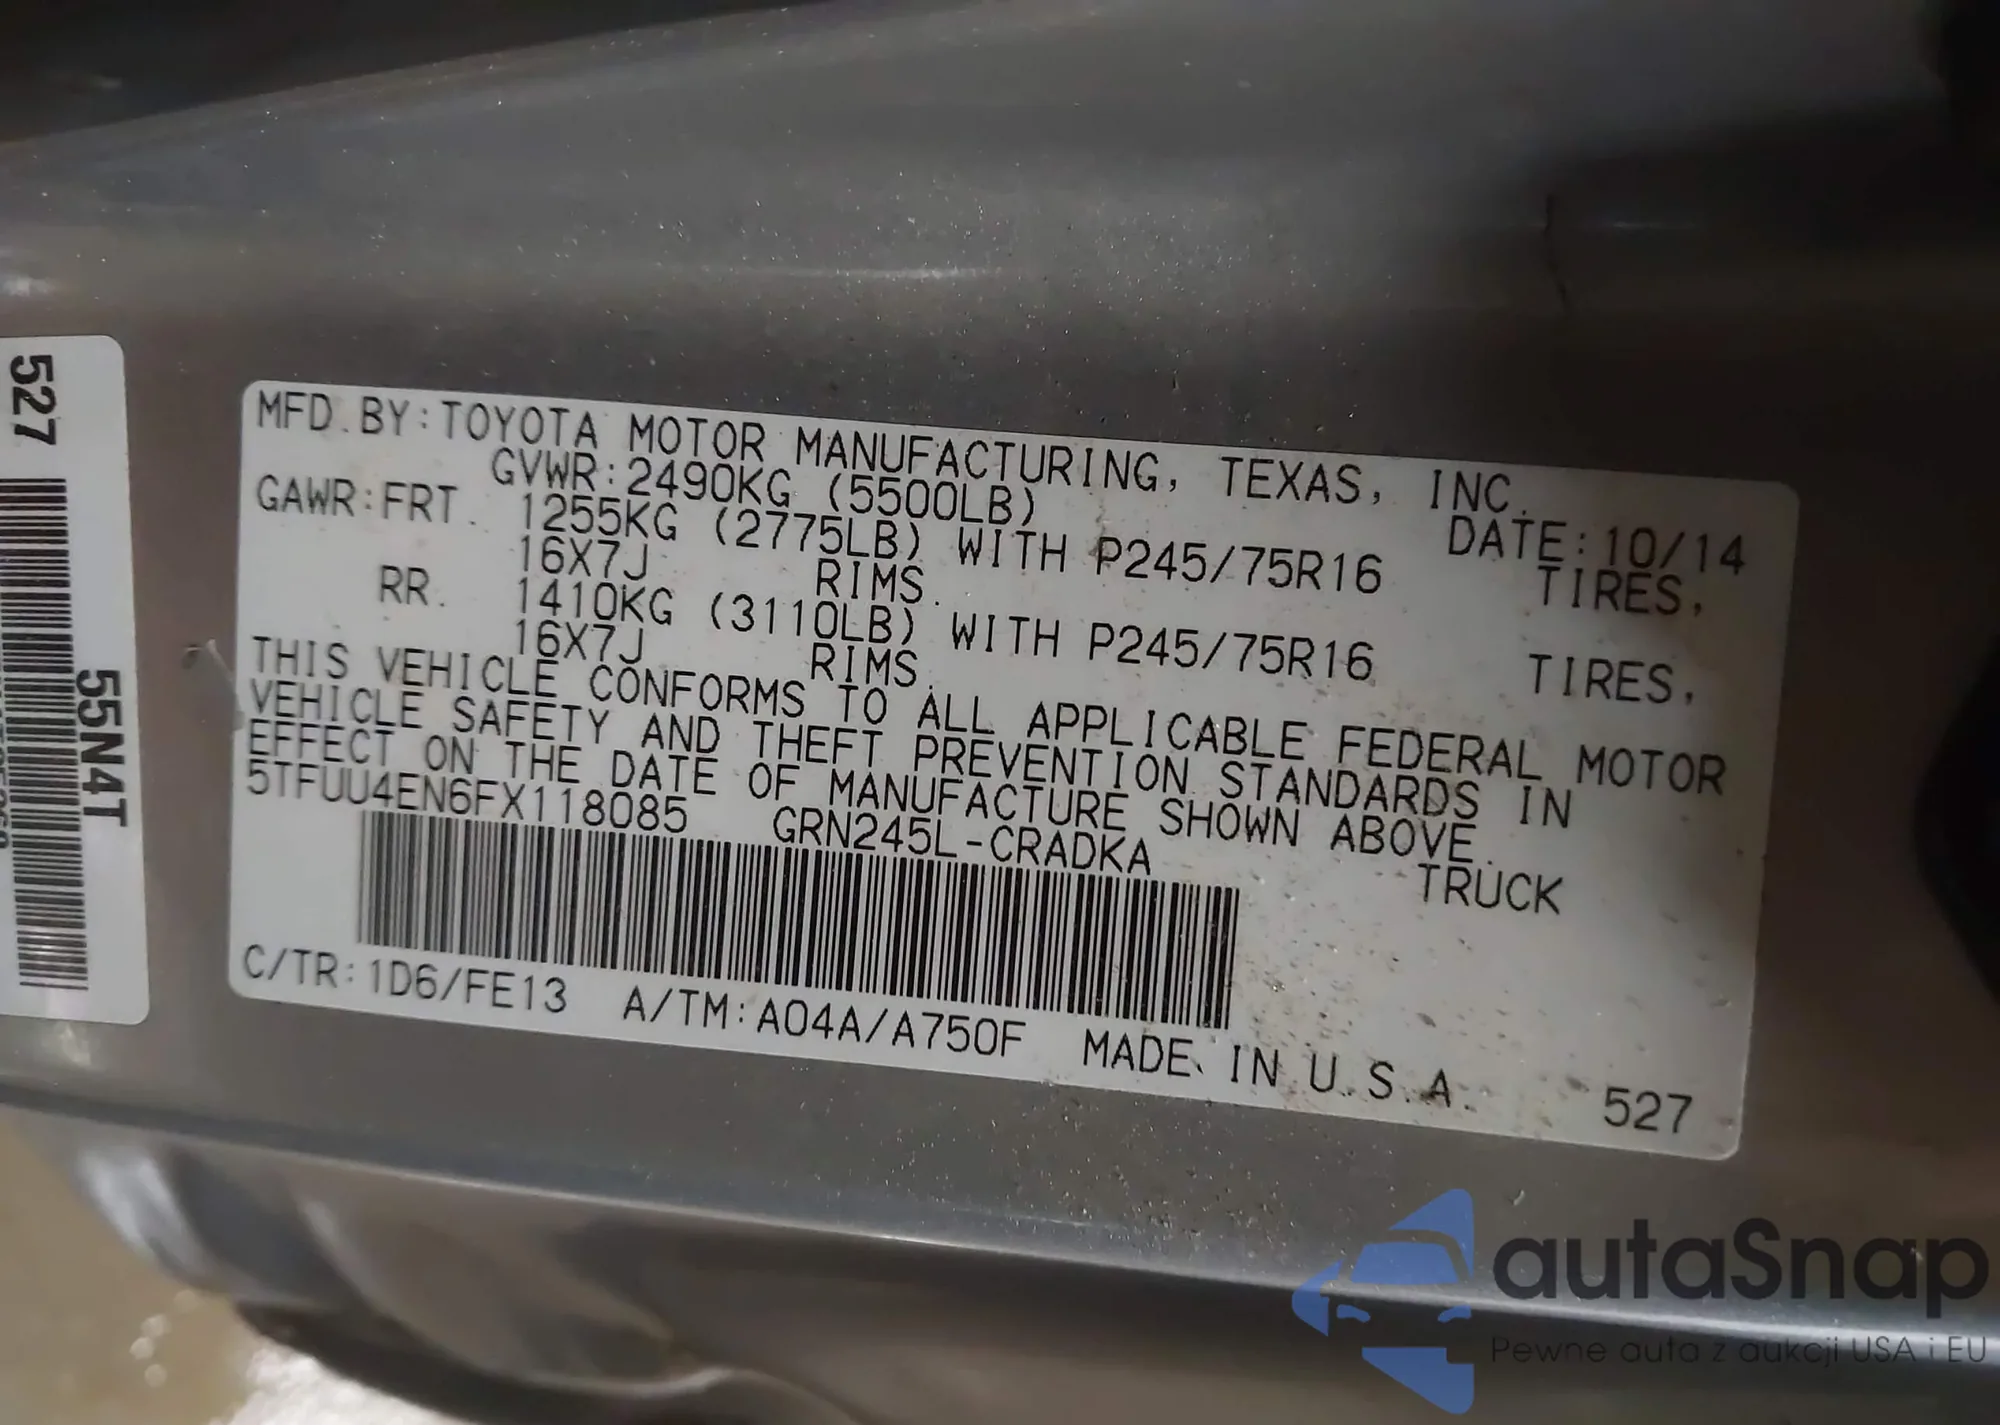 527
55N4T
MFD. BY: TOYOTA MOTOR MANUFACTURING, TEXAS, INC.
GVWR: 2490KG (5500LB) DATE: 10/14
GAWR: FRT. 1255KG (2775LB) WITH P245/75R16 TIRES,
16X7J RIMS.
RR. 1410KG (3110LB) WITH P245/75R16 TIRES,
16X7J RIMS.
THIS VEHICLE CONFORMS TO ALL APPLICABLE FEDERAL MOTOR
VEHICLE SAFETY AND THEFT PREVENTION STANDARDS IN
EFFECT ON THE DATE OF MANUFACTURE SHOWN ABOVE.
5TFUU4EN6FX118085 GRN245L-CRADKA TRUCK
C/TR: 1D6/FE13 A/TM: A04A/A750F MADE IN U.S.A. 527
autaSnap
Pewne auta z aukcji USA i EU